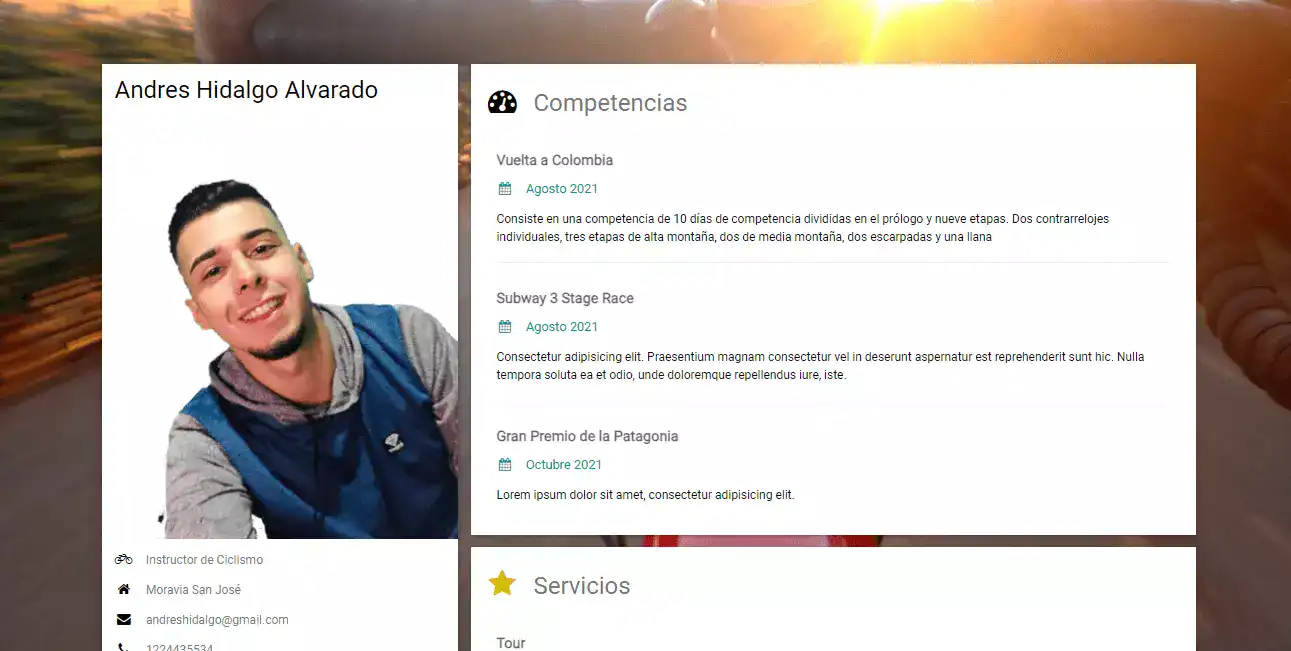 Andres Hidalgo Alvarado
Instructor de Ciclismo
Moravia San José
andreshidalgo@gmail.com
1224435534
Competencias
Vuelta a Colombia
Agosto 2021
Consiste en una competencia de 10 días de competencia divididas en el prólogo y nueve etapas. Dos contrarrelojes
individuales, tres etapas de alta montaña, dos de media montaña, dos escarpadas y una llana
Subway 3 Stage Race
Agosto 2021
Consectetur adipisicing elit. Praesentium magnam consectetur vel in deserunt aspernatur est reprehenderit sunt hic. Nulla
tempora soluta ea et odio, unde doloremque repellendus iure, iste.
Gran Premio de la Patagonia
Octubre 2021
Lorem ipsum dolor sit amet, consectetur adipisicing elit.
Servicios
Tour